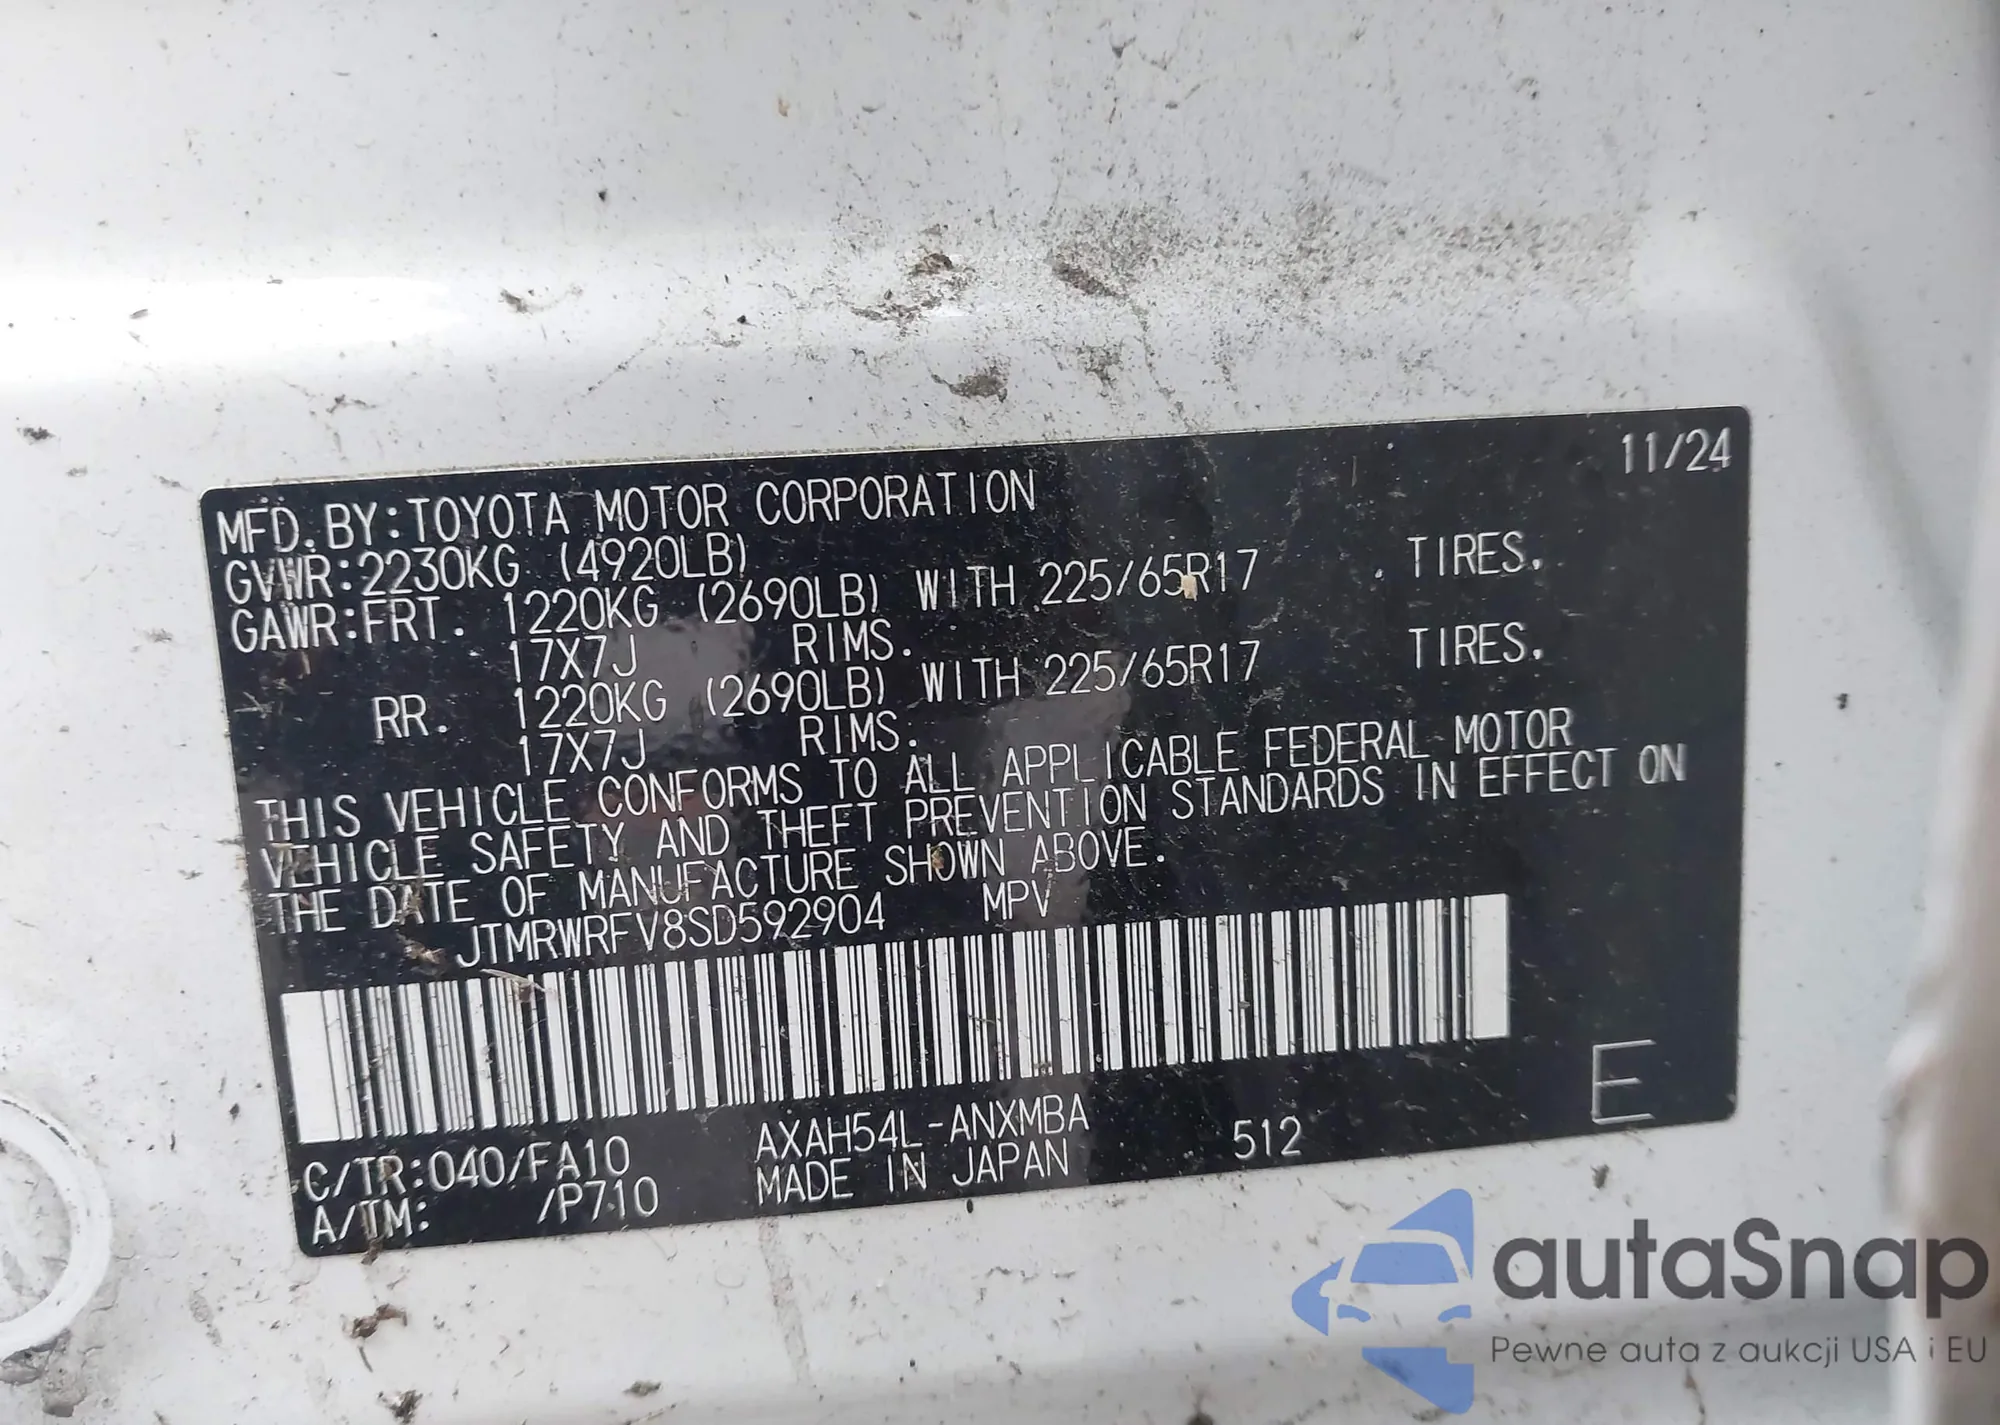 11/24
MFD.BY:TOYOTA MOTOR CORPORATION
GVWR:2230KG (4920LB)
GAWR:FRT. 1220KG (2690LB) WITH 225/65R17 TIRES.
17X7J RIMS.
RR. 1220KG (2690LB) WITH 225/65R17 TIRES.
17X7J RIMS.
THIS VEHICLE CONFORMS TO ALL APPLICABLE FEDERAL MOTOR
VEHICLE SAFETY AND THEFT PREVENTION STANDARDS IN EFFECT ON
THE DATE OF MANUFACTURE SHOWN ABOVE.
JTMRWRFV8SD592904 MPV
E
C/TR:040/FA10 AXAH54L-ANXMBA 512
A/TM: /P710 MADE IN JAPAN
autaSnap
Pewne auta z aukcji USA i EU